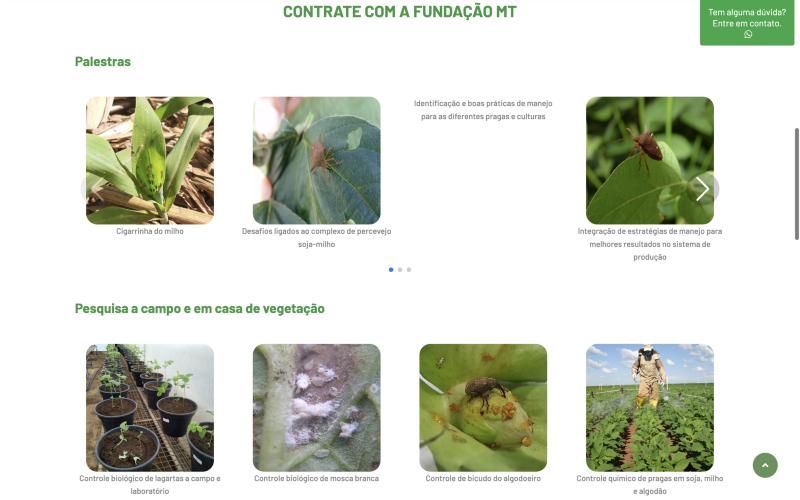 CONTRATE COM A FUNDAÇÃO MT
Tem alguma dúvida?
Entre em contato.
Palestras
Cigarrinha do milho
Desafios ligados ao complexo de percevejo
soja-milho
Identificação e boas práticas de manejo
para as diferentes pragas e culturas
Integração de estratégias de manejo para
melhores resultados no sistema de
produção
Pesquisa a campo e em casa de vegetação
Controle biológico de lagartas a campo e
laboratório
Controle biológico de mosca branca
Controle de bicudo do algodoeiro
Controle químico de pragas em soja, milho
e algodão